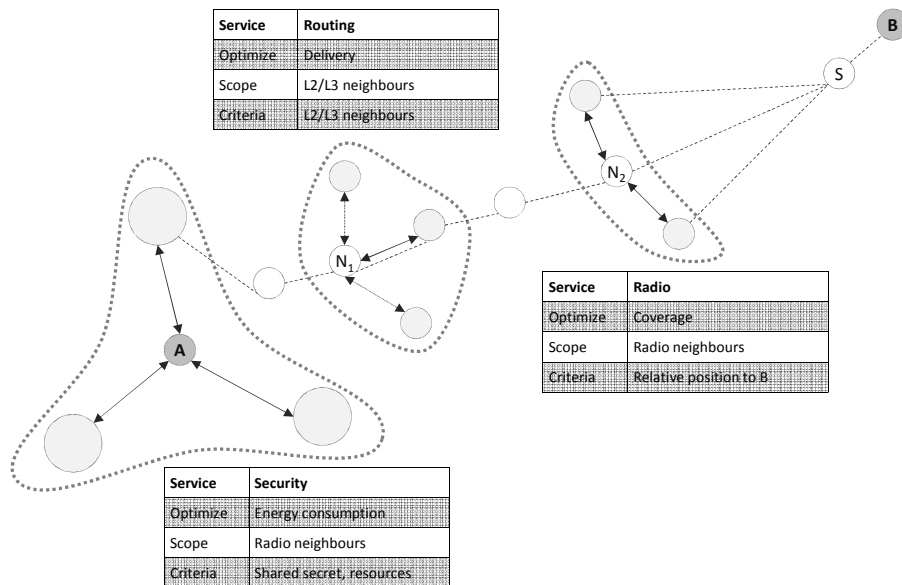 Service Routing
Optimize Delivery
Scope L2/L3 neighbours
Criteria L2/L3 neighbours
B
S
N2
N1
A
Service Radio
Optimize Coverage
Scope Radio neighbours
Criteria Relative position to B
Service Security
Optimize Energy consumption
Scope Radio neighbours
Criteria Shared secret, resources